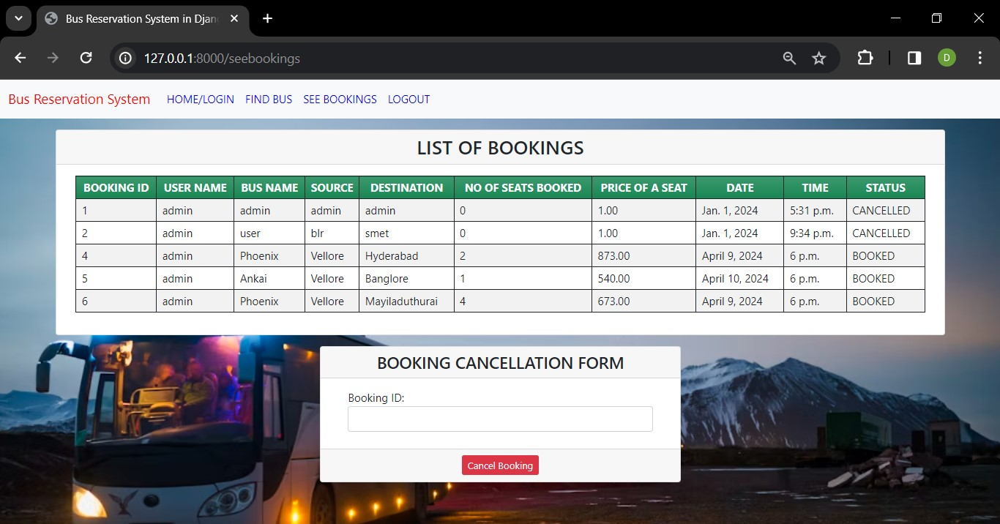 Bus Reservation System in Djan
127.0.0.1:8000/seebookings
D
Bus Reservation System HOME/LOGIN FIND BUS SEE BOOKINGS LOGOUT
LIST OF BOOKINGS
BOOKING ID USER NAME BUS NAME SOURCE DESTINATION NO OF SEATS BOOKED PRICE OF A SEAT DATE TIME STATUS
1 admin admin admin admin 0 1.00 Jan. 1, 2024 5:31 p.m. CANCELLED
2 admin user blr smet 0 1.00 Jan. 1, 2024 9:34 p.m. CANCELLED
4 admin Phoenix Vellore Hyderabad 2 873.00 April 9, 2024 6 p.m. BOOKED
5 admin Ankai Vellore Banglore 1 540.00 April 10, 2024 6 p.m. BOOKED
6 admin Phoenix Vellore Mayiladuthurai 4 673.00 April 9, 2024 6 p.m. BOOKED
BOOKING CANCELLATION FORM
Booking ID:
Cancel Booking